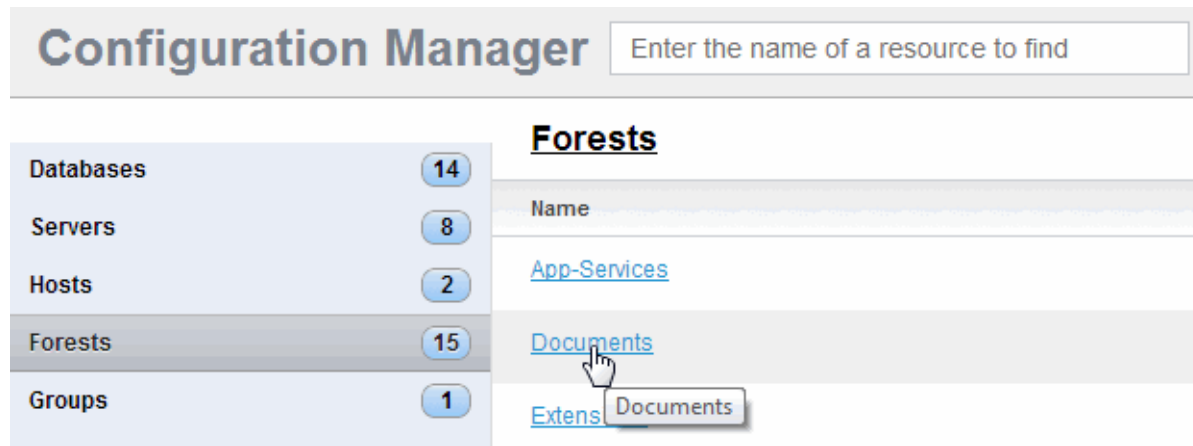 Configuration Manager
Enter the name of a resource to find
Databases 14
Servers 8
Hosts 2
Forests 15
Groups 1
Forests
Name
App-Services
Documents
Documents